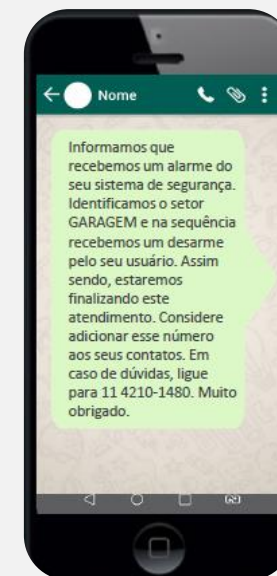 Nome
Informamos que
recebemos um alarme do
seu sistema de segurança.
Identificamos o setor
GARAGEM e na sequência
recebemos um desarme
pelo seu usuário. Assim
sendo, estaremos
finalizando este
atendimento. Considere
adicionar esse número
aos seus contatos. Em
caso de dúvidas, ligue
para 11 4210-1480. Muito
obrigado.